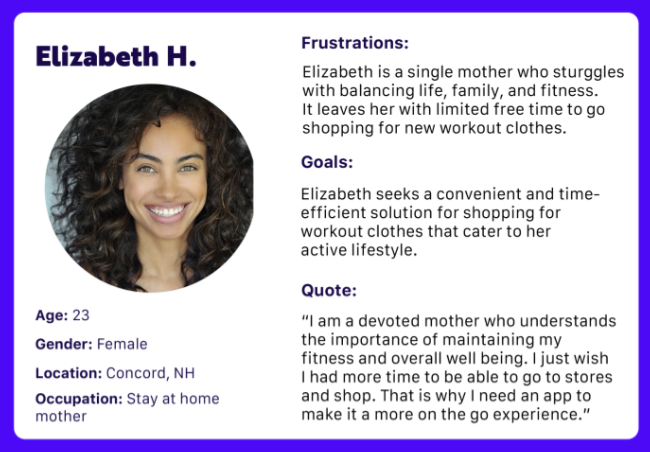 Elizabeth H.
Age: 23
Gender: Female
Location: Concord, NH
Occupation: Stay at home
mother
Frustrations:
Elizabeth is a single mother who sturggles
with balancing life, family, and fitness.
It leaves her with limited free time to go
shopping for new workout clothes.
Goals:
Elizabeth seeks a convenient and time-
efficient solution for shopping for
workout clothes that cater to her
active lifestyle.
Quote:
“I am a devoted mother who understands
the importance of maintaining my
fitness and overall well being. I just wish
I had more time to be able to go to stores
and shop. That is why I need an app to
make it a more on the go experience.”